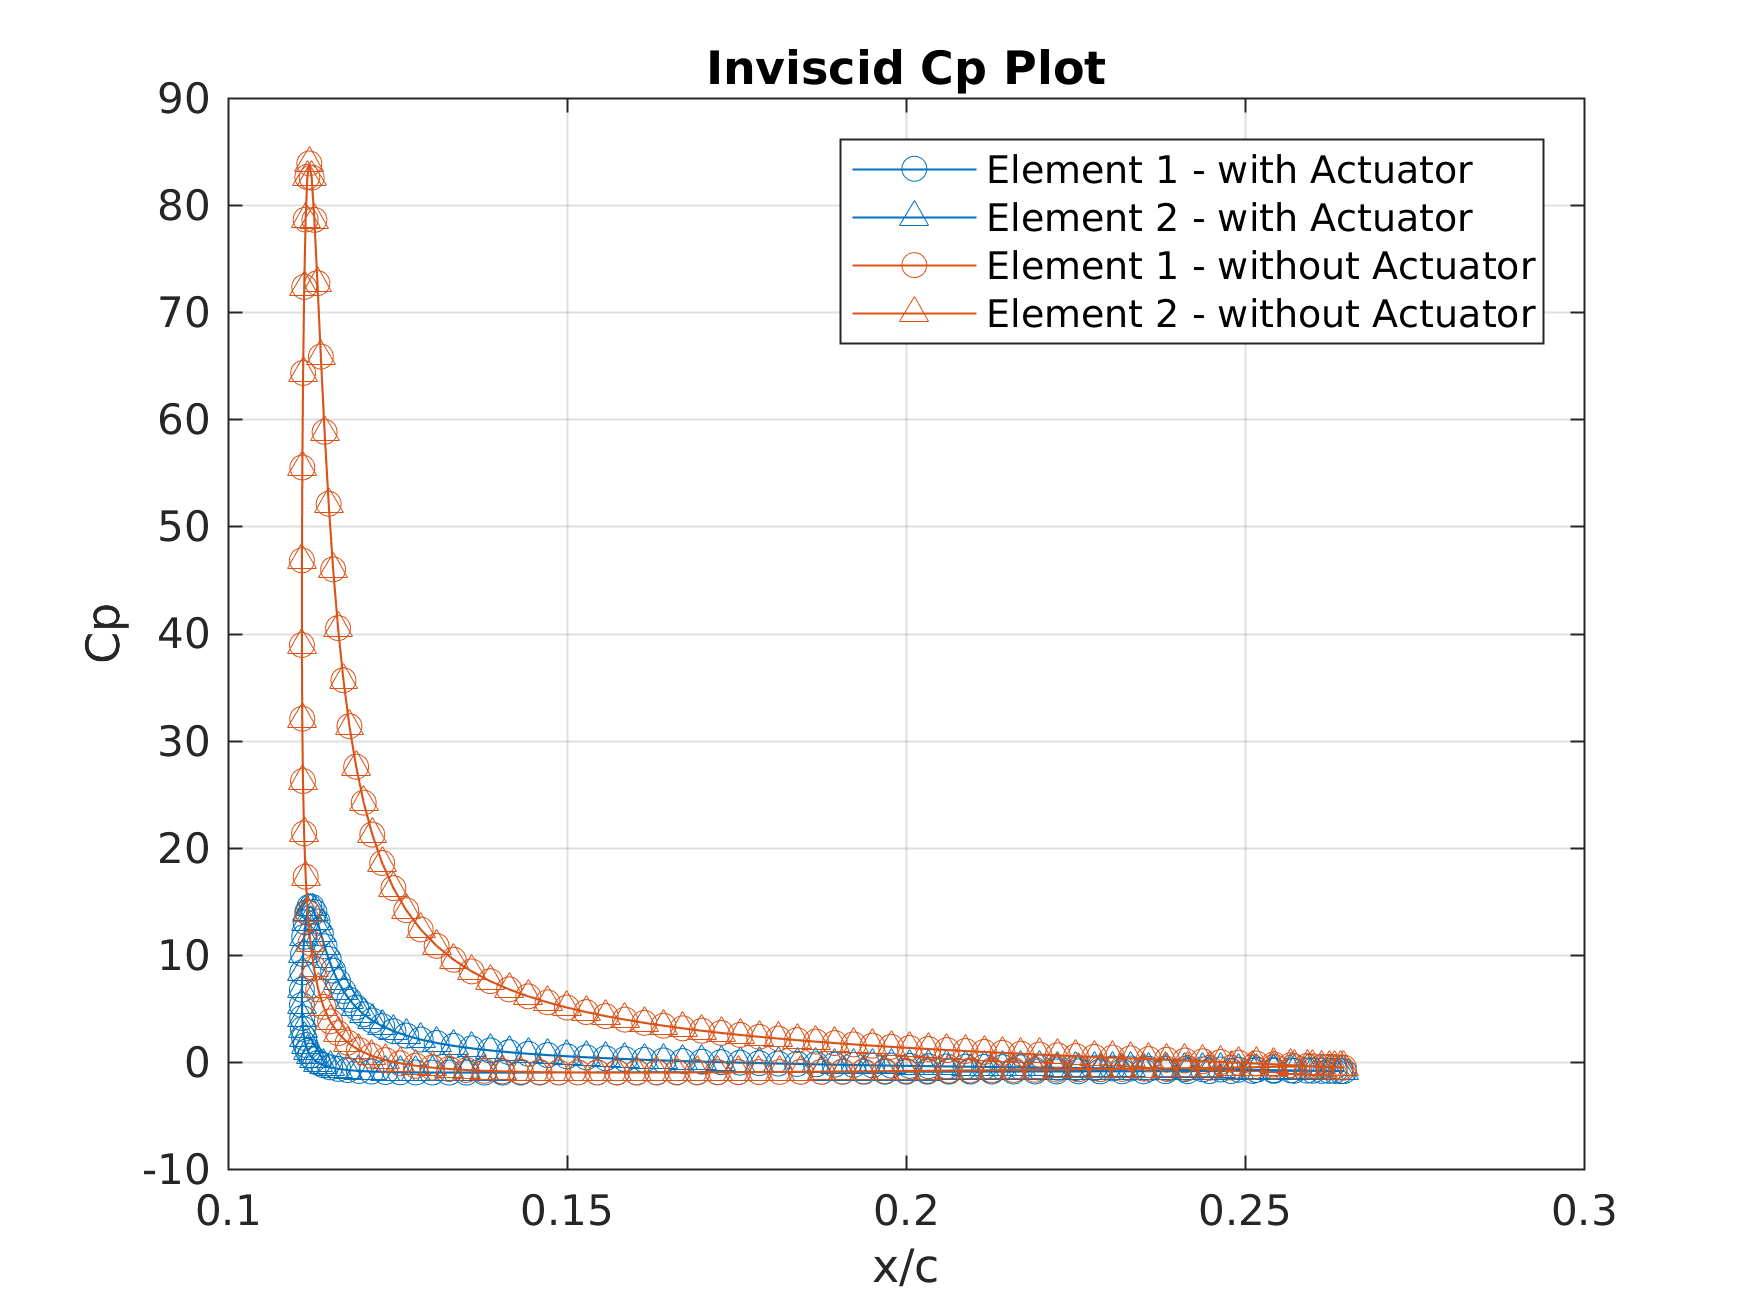 Inviscid Cp Plot
90
80
70
60
50
40
30
20
10
0
-10
Cp
Element 1 - with Actuator
Element 2 - with Actuator
Element 1 - without Actuator
Element 2 - without Actuator
0.1 0.15 0.2 0.25 0.3
x/c